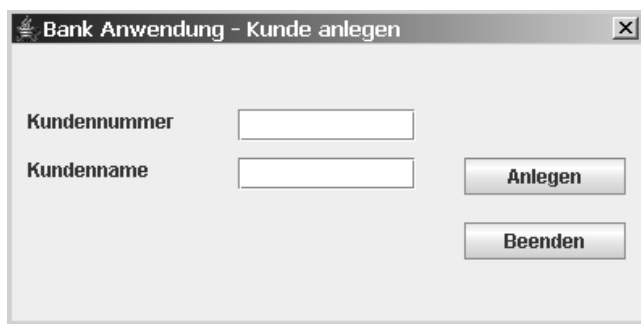 Bank Anwendung - Kunde anlegen
Kundennummer
Kundenname
Anlegen
Beenden